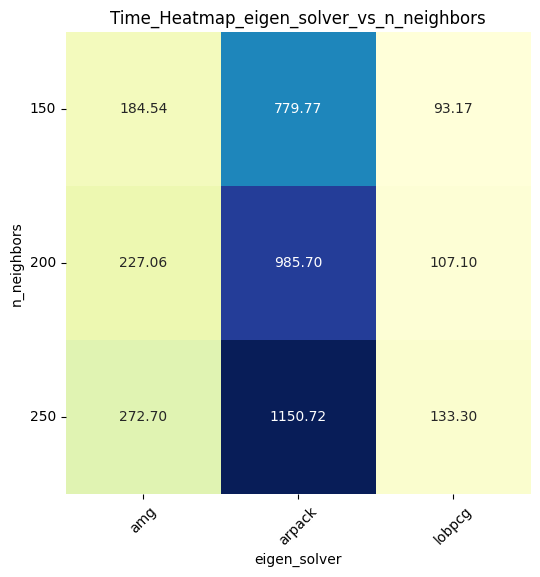 Time_Heatmap_eigen_solver_vs_n_neighbors
n_neighbors
150 184.54 779.77 93.17
200 227.06 985.70 107.10
250 272.70 1150.72 133.30
amg arpack lobpcg
eigen_solver